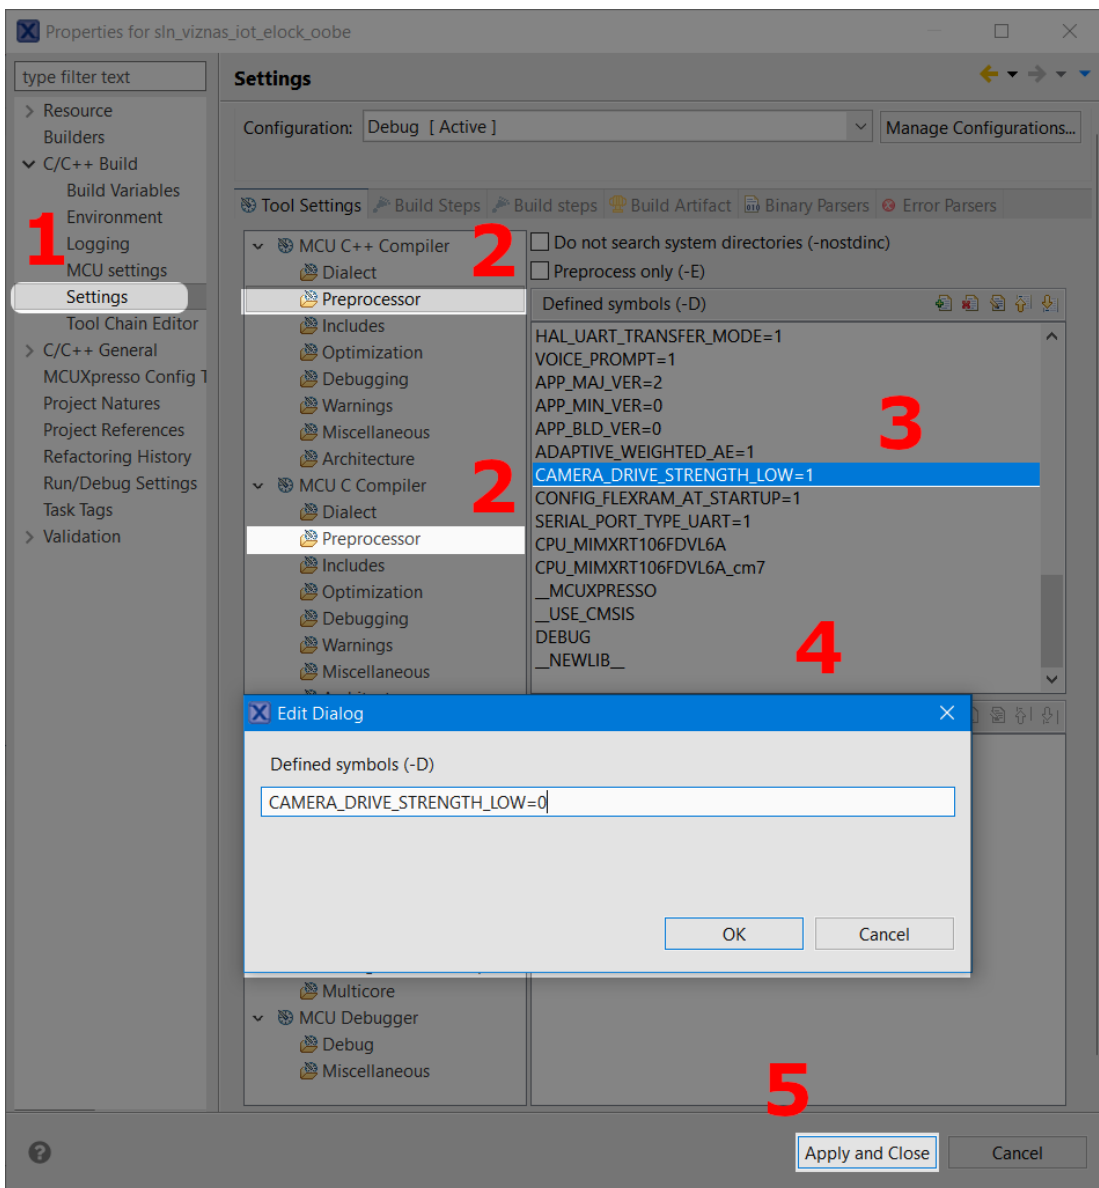 Properties for sln_viznas_iot_elock_oobe
type filter text
Resource
Builders
C/C++ Build
Build Variables
Environment
Logging
MCU settings
Settings
Tool Chain Editor
C/C++ General
MCUXpresso Config T
Project Natures
Project References
Refactoring History
Run/Debug Settings
Task Tags
Validation
1
Settings
Configuration: Debug [ Active ] Manage Configurations...
Tool Settings Build Steps Build steps Build Artifact Binary Parsers Error Parsers
MCU C++ Compiler
Dialect
Preprocessor
Includes
Optimization
Debugging
Warnings
Miscellaneous
Architecture
MCU C Compiler
Dialect
Preprocessor
Includes
Optimization
Debugging
Warnings
Miscellaneous
2
2
Do not search system directories (-nostdinc)
Preprocess only (-E)
Defined symbols (-D)
HAL_UART_TRANSFER_MODE=1
VOICE_PROMPT=1
APP_MAJ_VER=2
APP_MIN_VER=0
APP_BLD_VER=0
ADAPTIVE_WEIGHTED_AE=1
CAMERA_DRIVE_STRENGTH_LOW=1
CONFIG_FLEXRAM_AT_STARTUP=1
SERIAL_PORT_TYPE_UART=1
CPU_MIMXRT106FDVL6A
CPU_MIMXRT106FDVL6A_cm7
__MCUXPRESSO
__USE_CMSIS
DEBUG
__NEWLIB__
3
4
Edit Dialog
Defined symbols (-D)
CAMERA_DRIVE_STRENGTH_LOW=0
OK Cancel
Multicore
MCU Debugger
Debug
Miscellaneous
5
Apply and Close Cancel